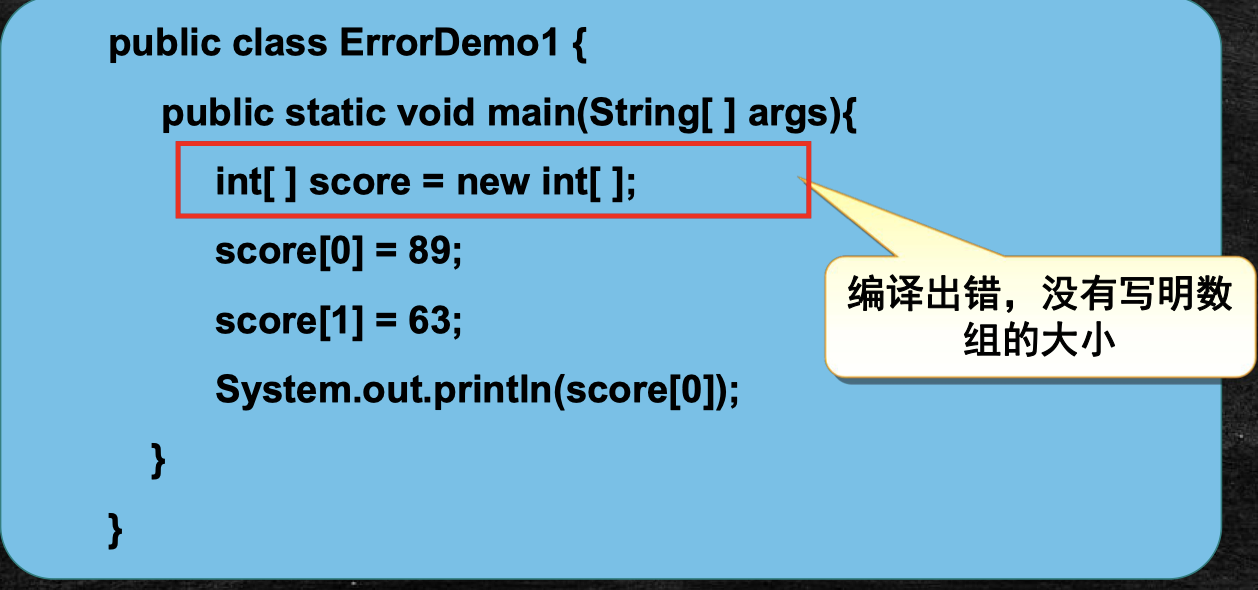 public class ErrorDemo1 {
public static void main(String[ ] args){
int[ ] score = new int[ ];
score[0] = 89;
score[1] = 63;
System.out.println(score[0]);
}
}
编译出错，没有写明数
组的大小